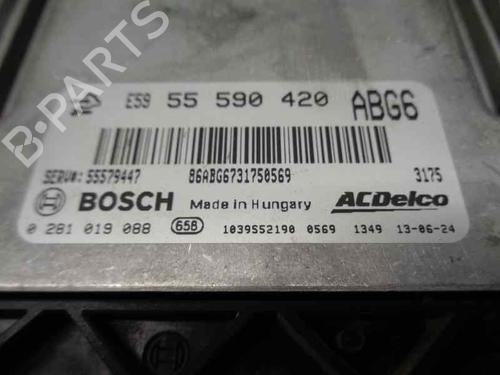 E59 55 590 420 ABG6
SERV#:55579447 86ABG6731750569 3175
BOSCH Made in Hungary ACDelco
0 281 019 088 658 1039S52190 0569 1349 13-06-24
B-PARTS